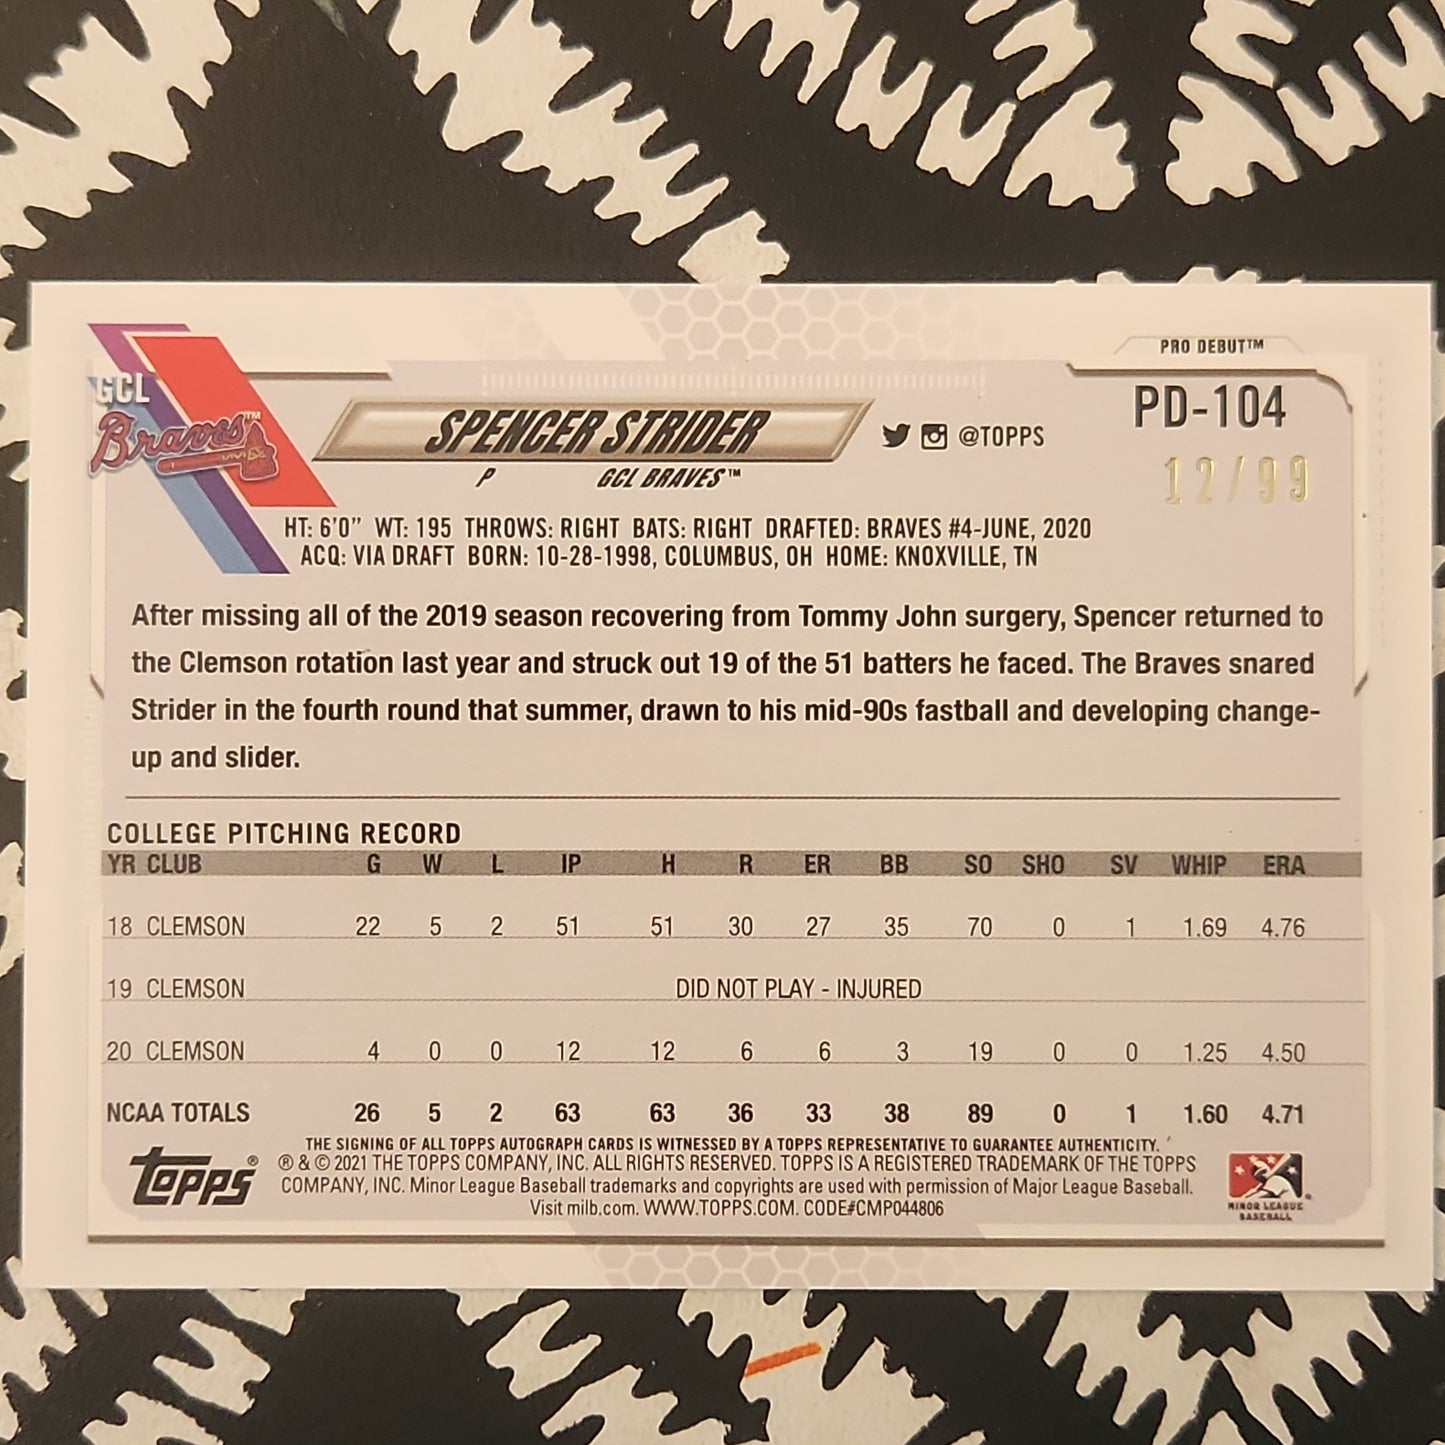 PRO DEBUT™
GCL
Braves™
SPENCER STRIDER
@TOPPS
PD-104
P GCL BRAVES™
12/99
HT: 6'0" WT: 195 THROWS: RIGHT BATS: RIGHT DRAFTED: BRAVES #4-JUNE, 2020
ACQ: VIA DRAFT BORN: 10-28-1998, COLUMBUS, OH HOME: KNOXVILLE, TN
After missing all of the 2019 season recovering from Tommy John surgery, Spencer returned to
the Clemson rotation last year and struck out 19 of the 51 batters he faced. The Braves snared
Strider in the fourth round that summer, drawn to his mid-90s fastball and developing change-
up and slider.
COLLEGE PITCHING RECORD
YR CLUB G W L IP H R ER BB SO SHO SV WHIP ERA
18 CLEMSON 22 5 2 51 51 30 27 35 70 0 1 1.69 4.76
19 CLEMSON DID NOT PLAY - INJURED
20 CLEMSON 4 0 0 12 12 6 6 3 19 0 0 1.25 4.50
NCAA TOTALS 26 5 2 63 63 36 33 38 89 0 1 1.60 4.71
THE SIGNING OF ALL TOPPS AUTOGRAPH CARDS IS WITNESSED BY A TOPPS REPRESENTATIVE TO GUARANTEE AUTHENTICITY.
topps®
® & © 2021 THE TOPPS COMPANY, INC. ALL RIGHTS RESERVED. TOPPS IS A REGISTERED TRADEMARK OF THE TOPPS
COMPANY, INC. Minor League Baseball trademarks and copyrights are used with permission of Major League Baseball.
Visit milb.com. WWW.TOPPS.COM. CODE#CMP044806
MINOR LEAGUE
BASEBALL